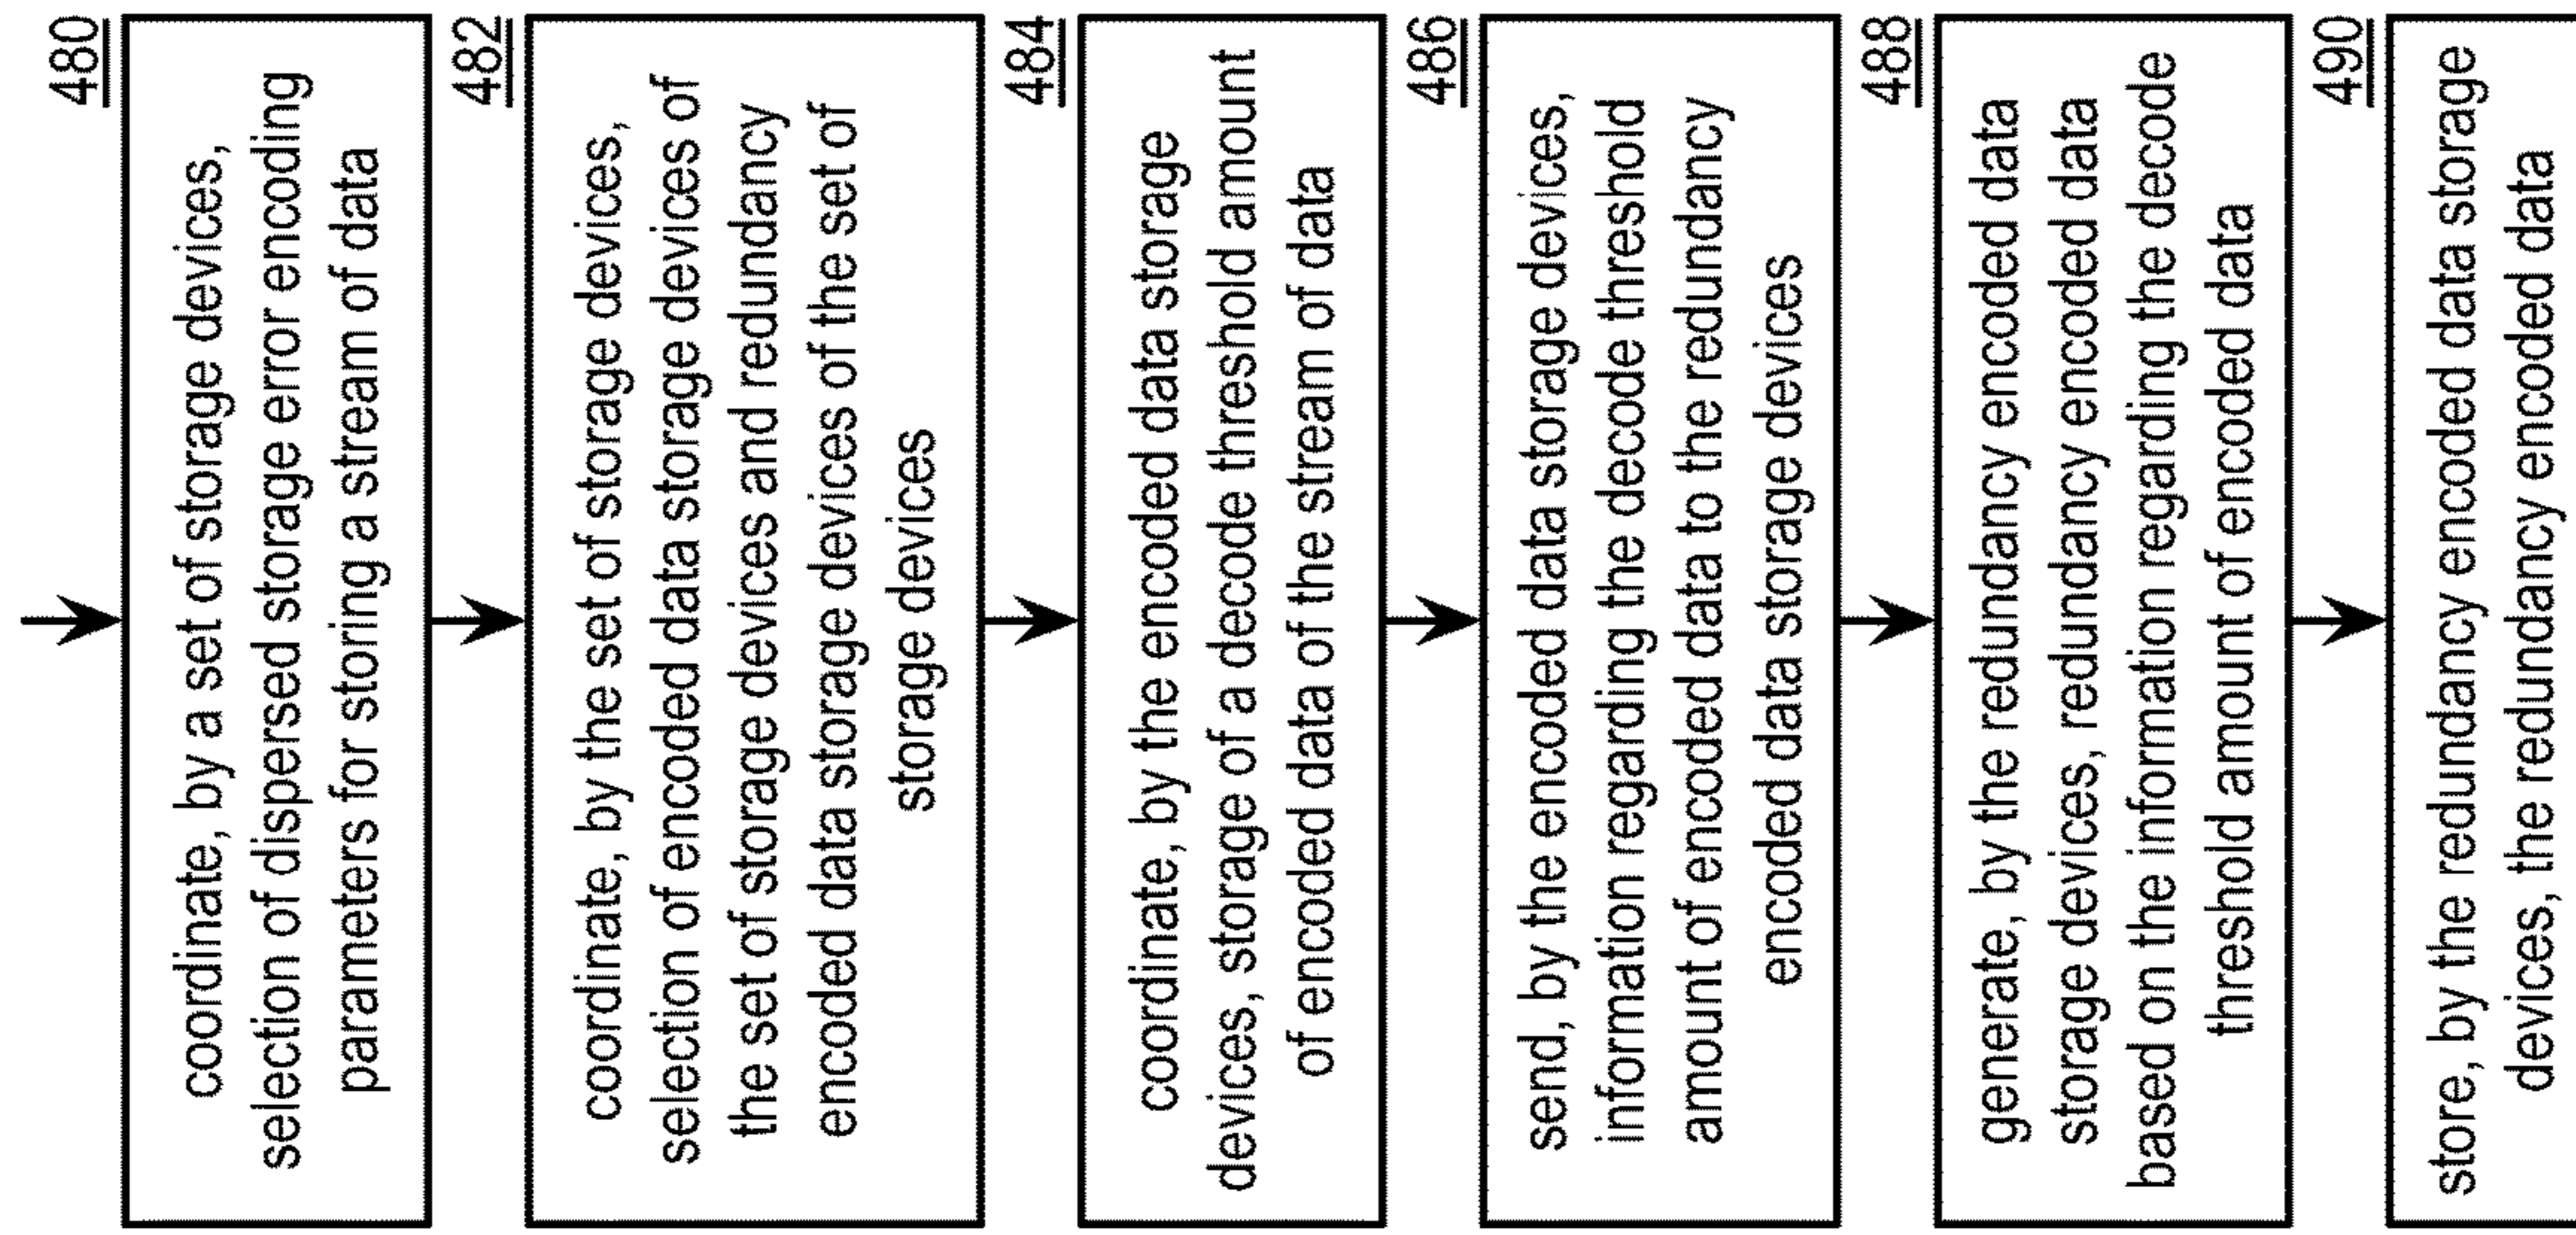 480
coordinate, by a set of storage devices,
selection of dispersed storage error encoding
parameters for storing a stream of data
482
coordinate, by the set of storage devices,
selection of encoded data storage devices of
the set of storage devices and redundancy
encoded data storage devices of the set of
storage devices
484
coordinate, by the encoded data storage
devices, storage of a decode threshold amount
of encoded data of the stream of data
486
send, by the encoded data storage devices,
information regarding the decode threshold
amount of encoded data to the redundancy
encoded data storage devices
488
generate, by the redundancy encoded data
storage devices, redundancy encoded data
based on the information regarding the decode
threshold amount of encoded data
490
store, by the redundancy encoded data storage
devices, the redundancy encoded data